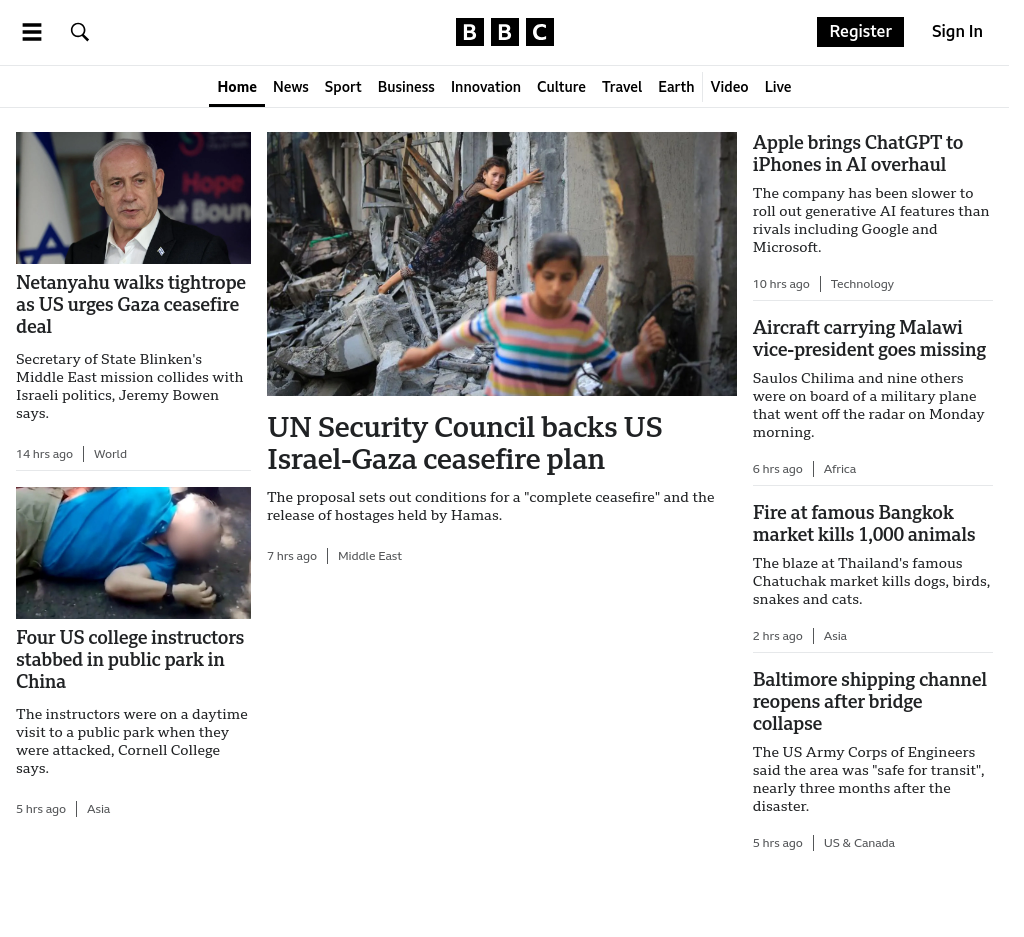 BBC
Register
Sign In
Home
News
Sport
Business
Innovation
Culture
Travel
Earth
Video
Live
Hope
ut Boun
Netanyahu walks tightrope
as US urges Gaza ceasefire
deal
Secretary of State Blinken's
Middle East mission collides with
Israeli politics, Jeremy Bowen
says.
14 hrs ago
World
Four US college instructors
stabbed in public park in
China
The instructors were on a daytime
visit to a public park when they
were attacked, Cornell College
says.
5 hrs ago
Asia
UN Security Council backs US
Israel-Gaza ceasefire plan
The proposal sets out conditions for a "complete ceasefire" and the
release of hostages held by Hamas.
7 hrs ago
Middle East
Apple brings ChatGPT to
iPhones in AI overhaul
The company has been slower to
roll out generative AI features than
rivals including Google and
Microsoft.
10 hrs ago
Technology
Aircraft carrying Malawi
vice-president goes missing
Saulos Chilima and nine others
were on board of a military plane
that went off the radar on Monday
morning.
6 hrs ago
Africa
Fire at famous Bangkok
market kills 1,000 animals
The blaze at Thailand's famous
Chatuchak market kills dogs, birds,
snakes and cats.
2 hrs ago
Asia
Baltimore shipping channel
reopens after bridge
collapse
The US Army Corps of Engineers
said the area was "safe for transit",
nearly three months after the
disaster.
5 hrs ago
US & Canada